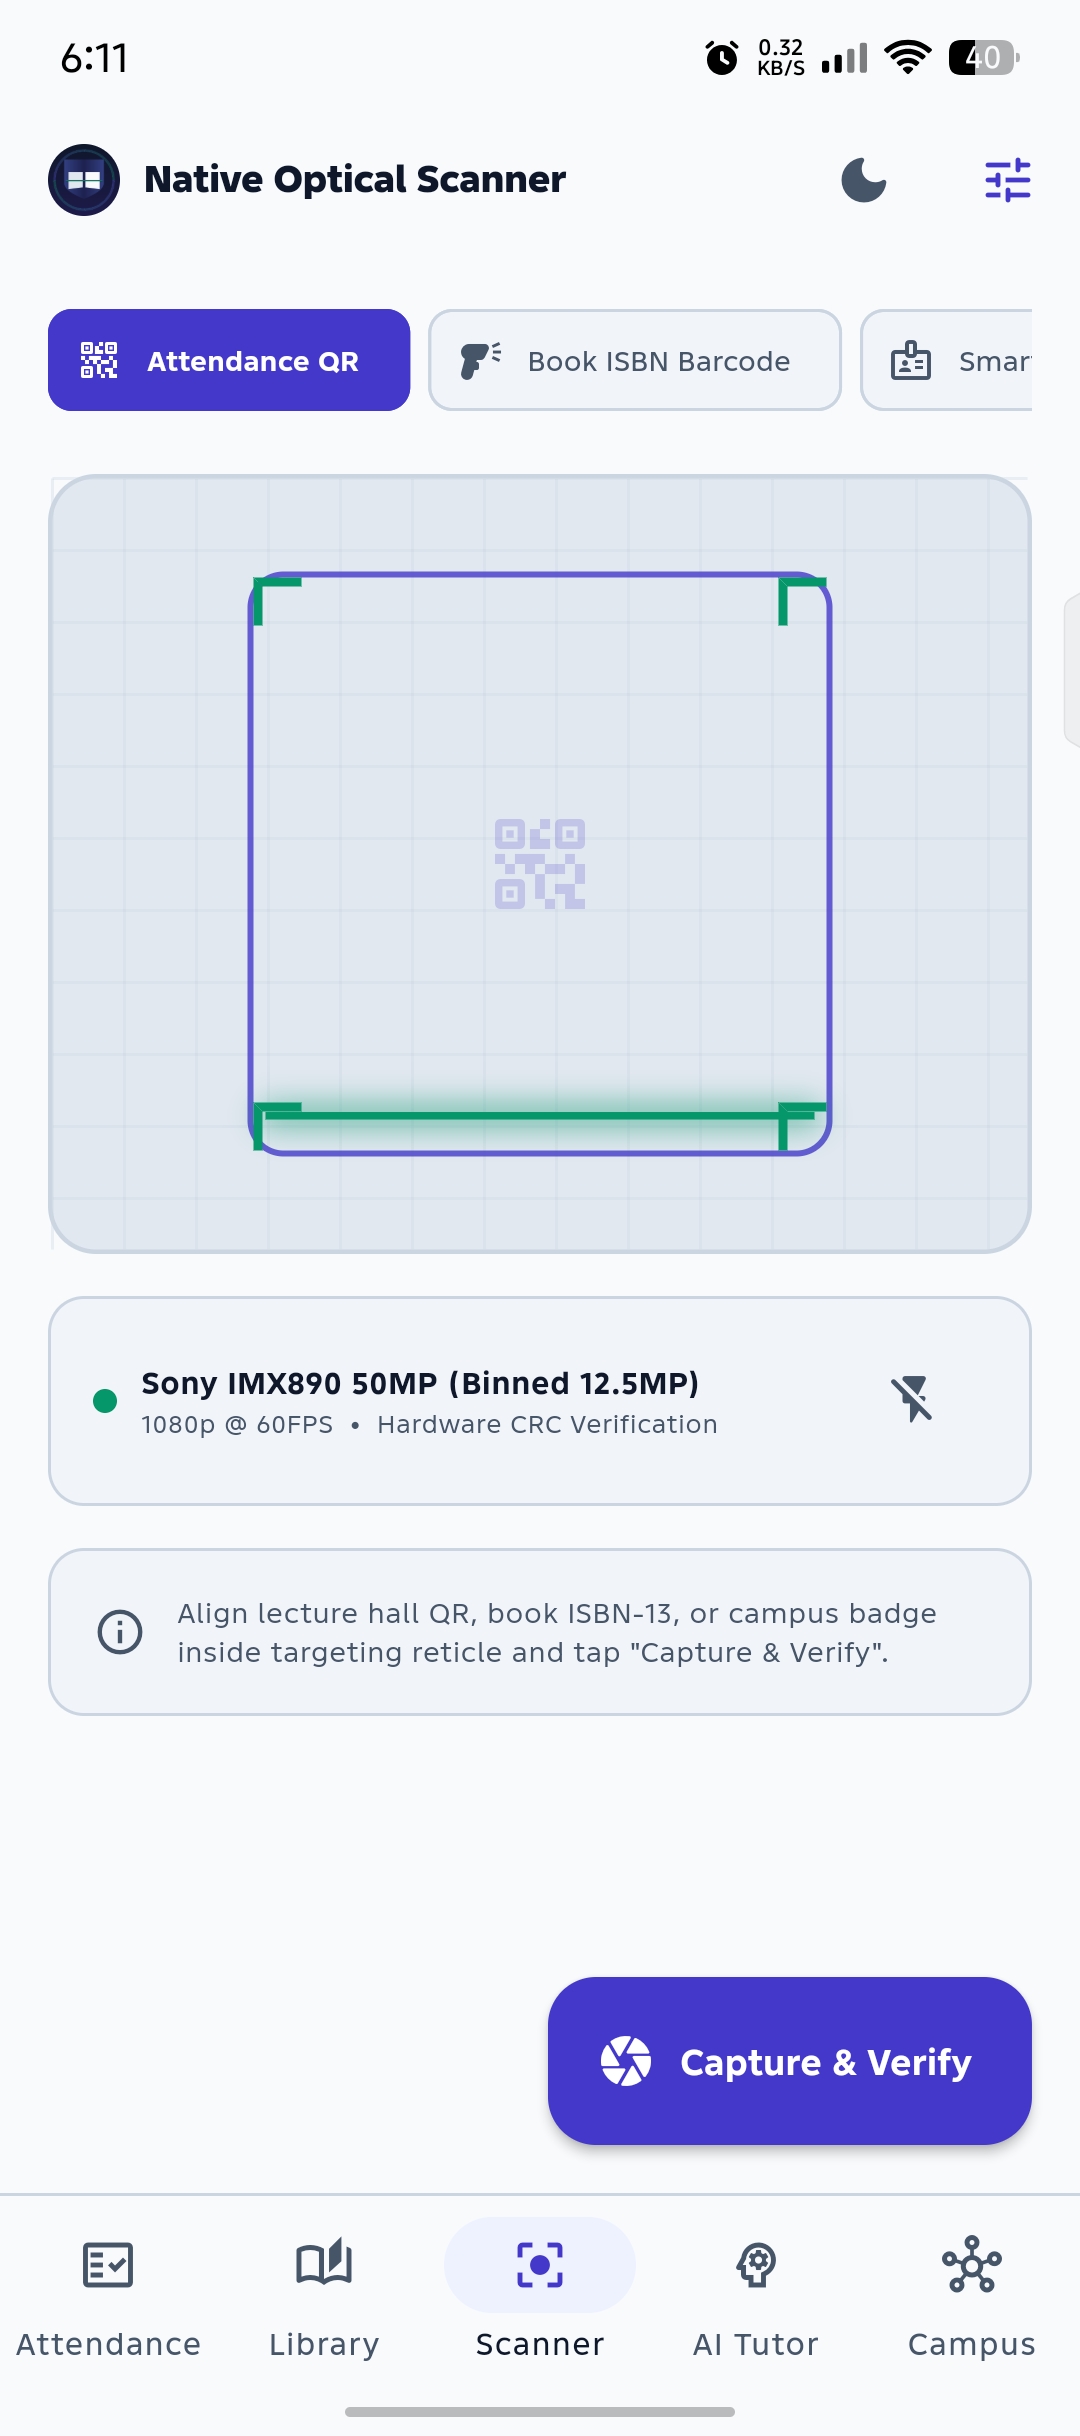 6:11
0.32
KB/S
40
Native Optical Scanner
Attendance QR
Book ISBN Barcode
Smar
Sony IMX890 50MP (Binned 12.5MP)
1080p @ 60FPS • Hardware CRC Verification
Align lecture hall QR, book ISBN-13, or campus badge
inside targeting reticle and tap "Capture & Verify".
Capture & Verify
Attendance
Library
Scanner
AI Tutor
Campus